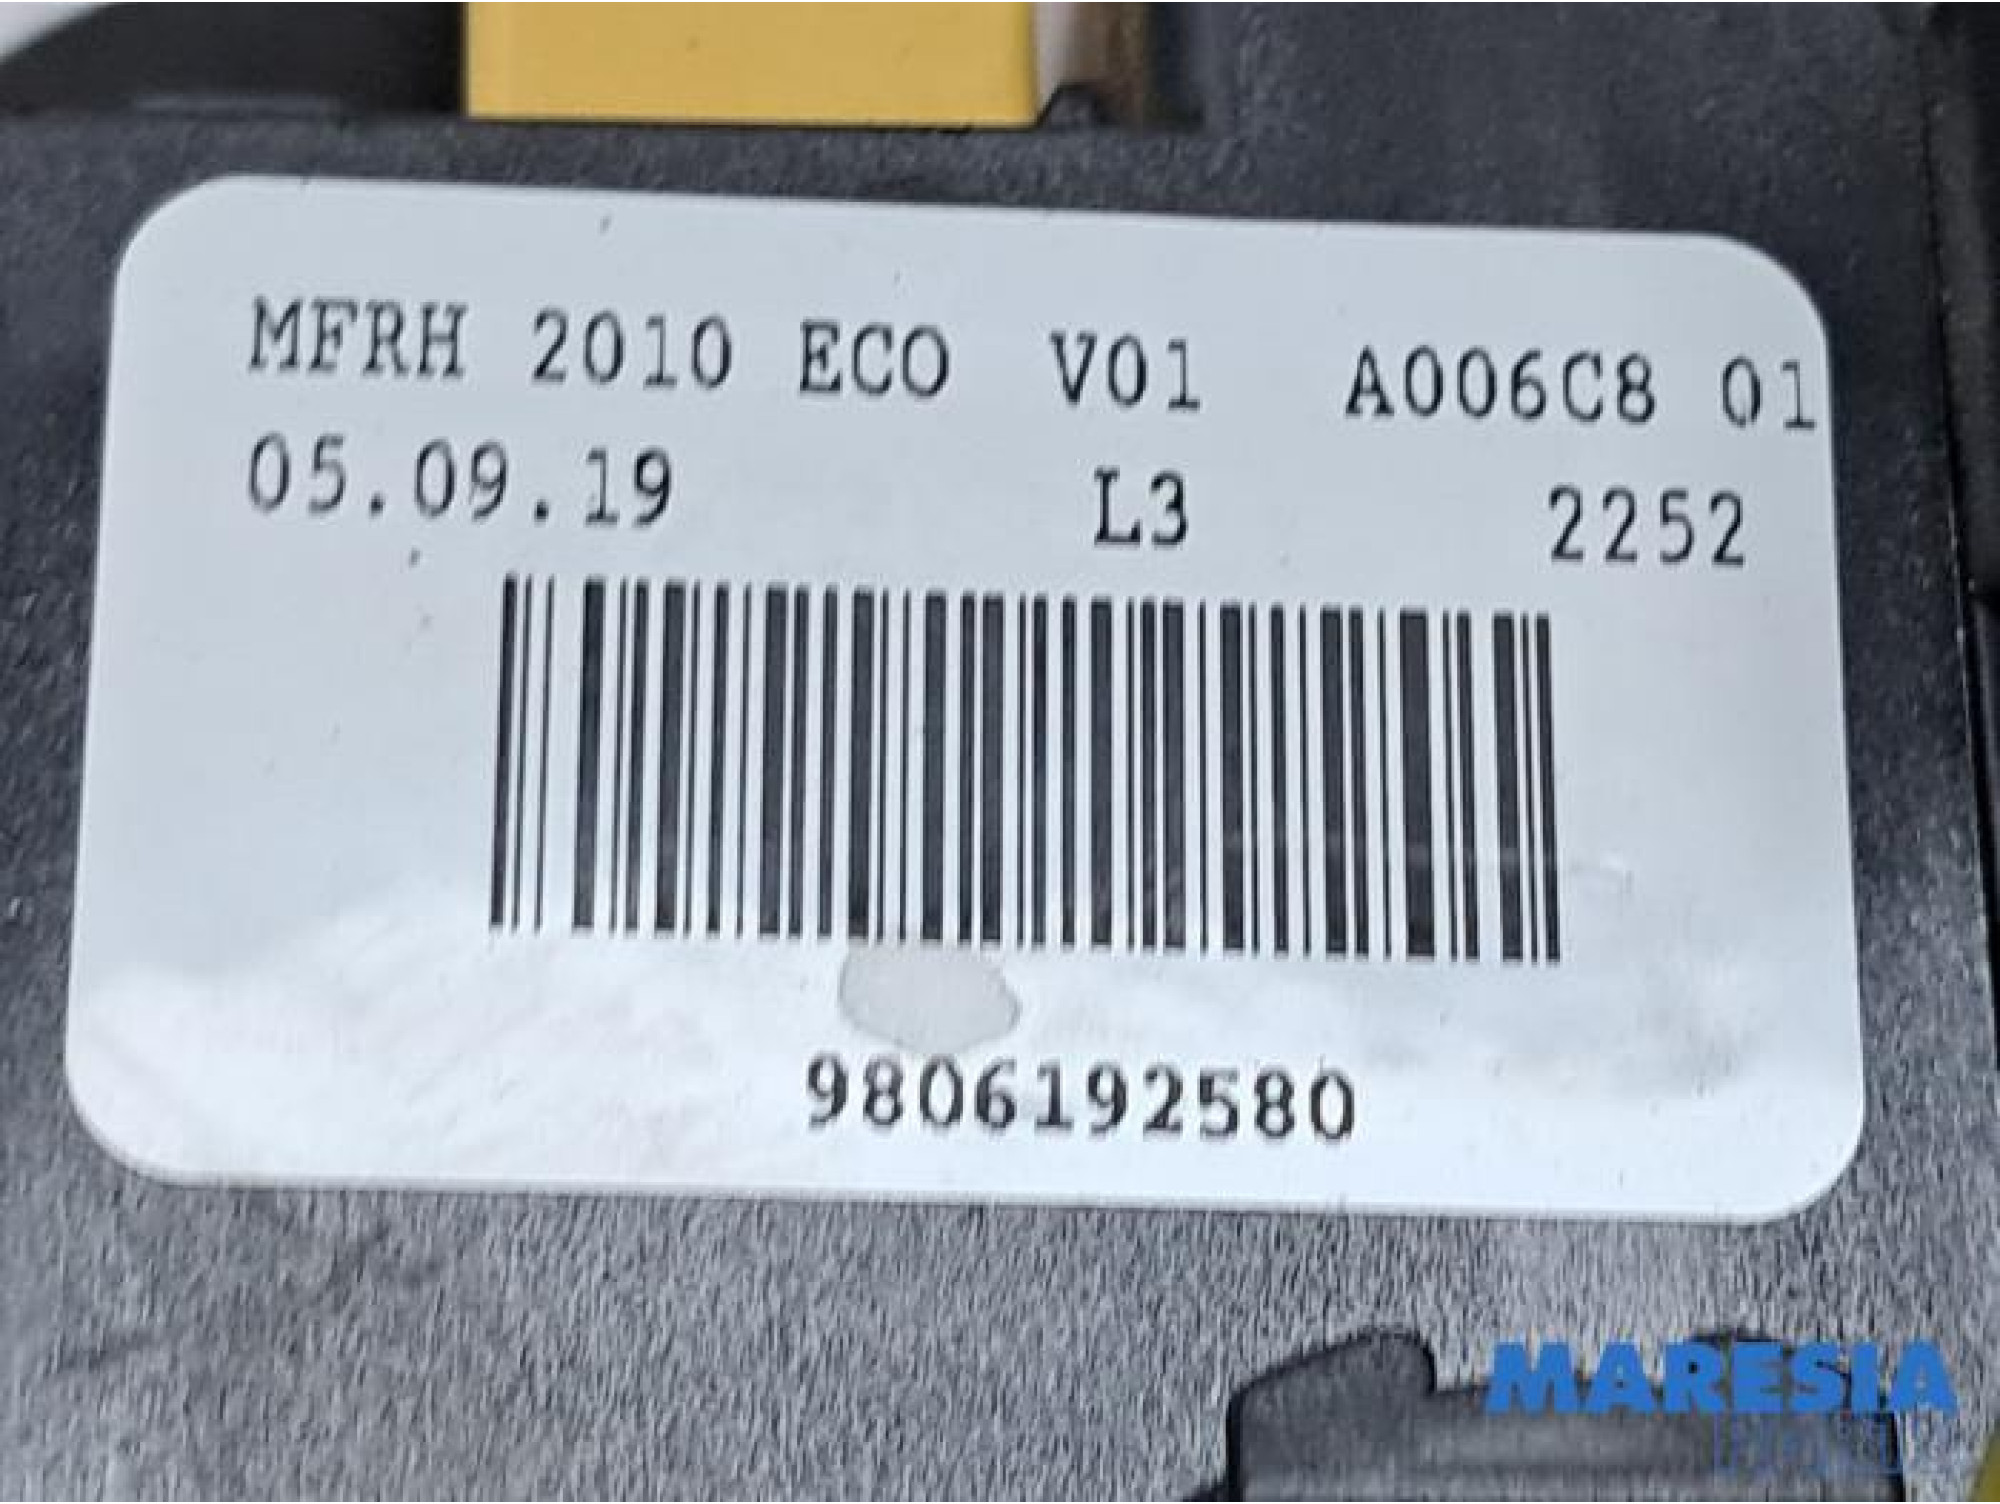 MFRH 2010 ECO V01 A006C8 01
05.09.19 L3 2252
9806192580
MARESIA